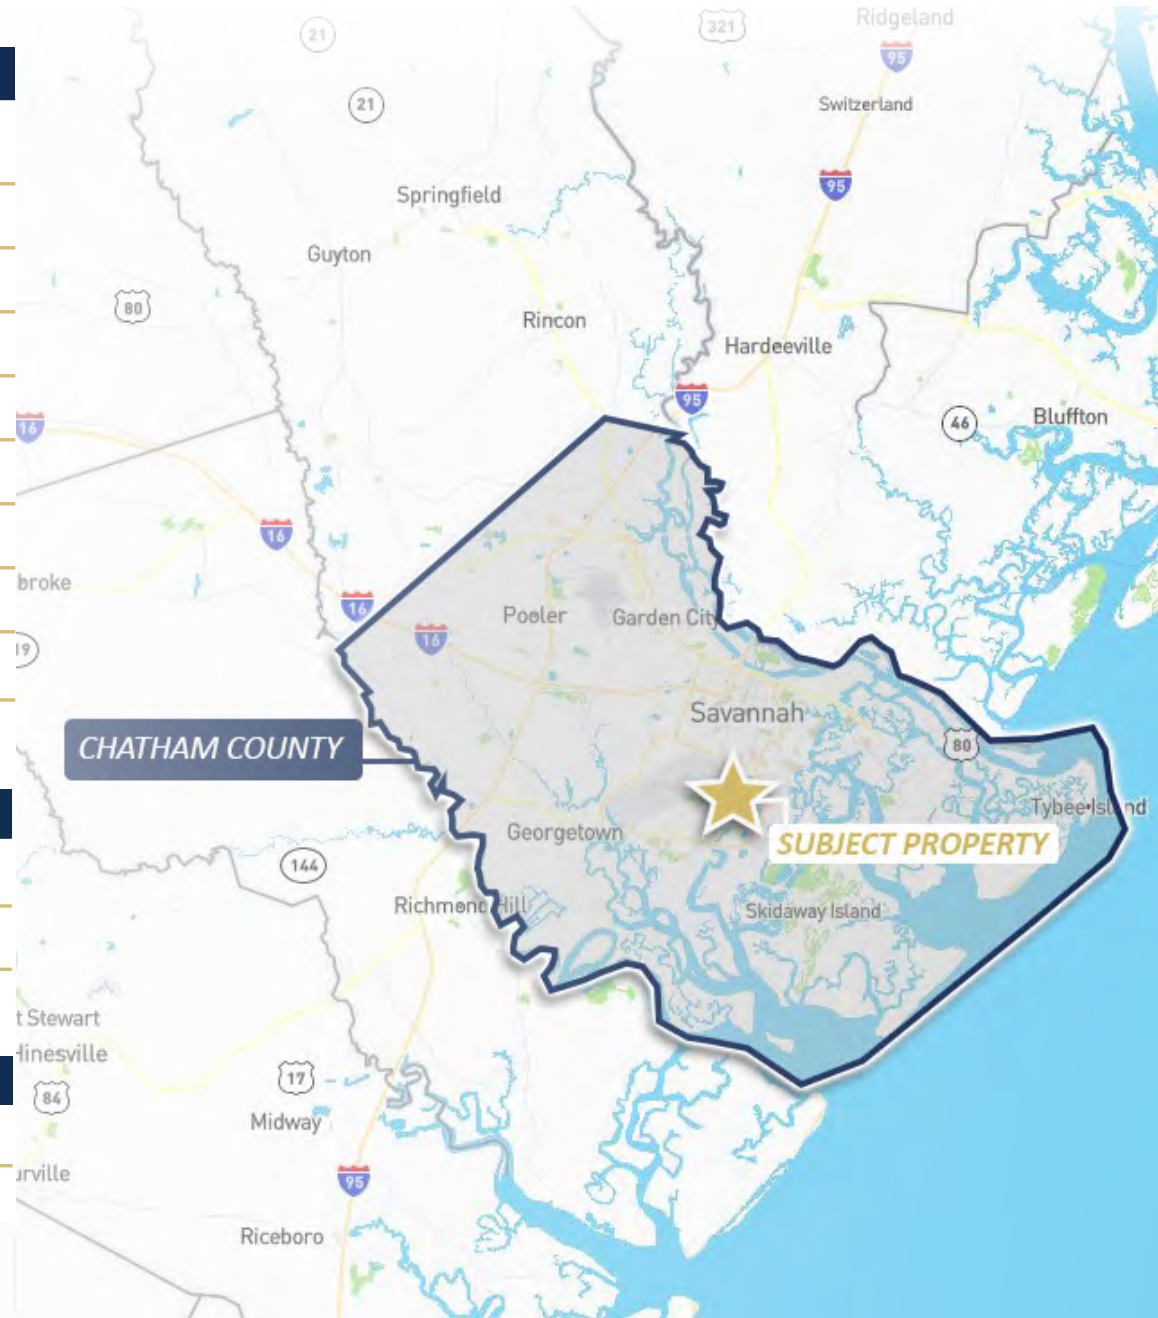 Ridgeland
321
21
95
21
Switzerland
95
Springfield
Guyton
80
Rincon
Hardeeville
95
46
Bluffton
16
16
broke
16
Pooler
Garden City
16
19
Savannah
CHATHAM COUNTY
80
Tybee Island
Georgetown
SUBJECT PROPERTY
144
Richmond Hill
Skidaway Island
t Stewart
Hinesville
17
84
Midway
urville
95
Riceboro